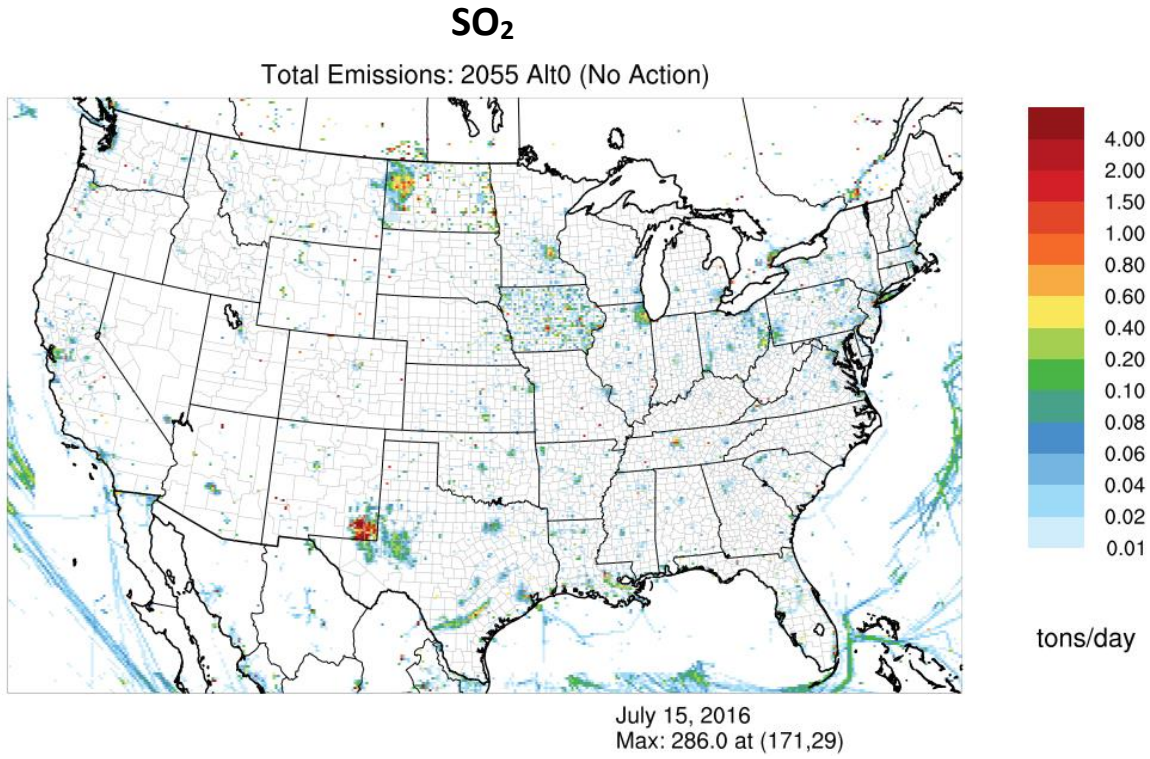 SO₂
Total Emissions: 2055 Alt0 (No Action)
4.00
2.00
1.50
1.00
0.80
0.60
0.40
0.20
0.10
0.08
0.06
0.04
0.02
0.01
tons/day
July 15, 2016
Max: 286.0 at (171,29)